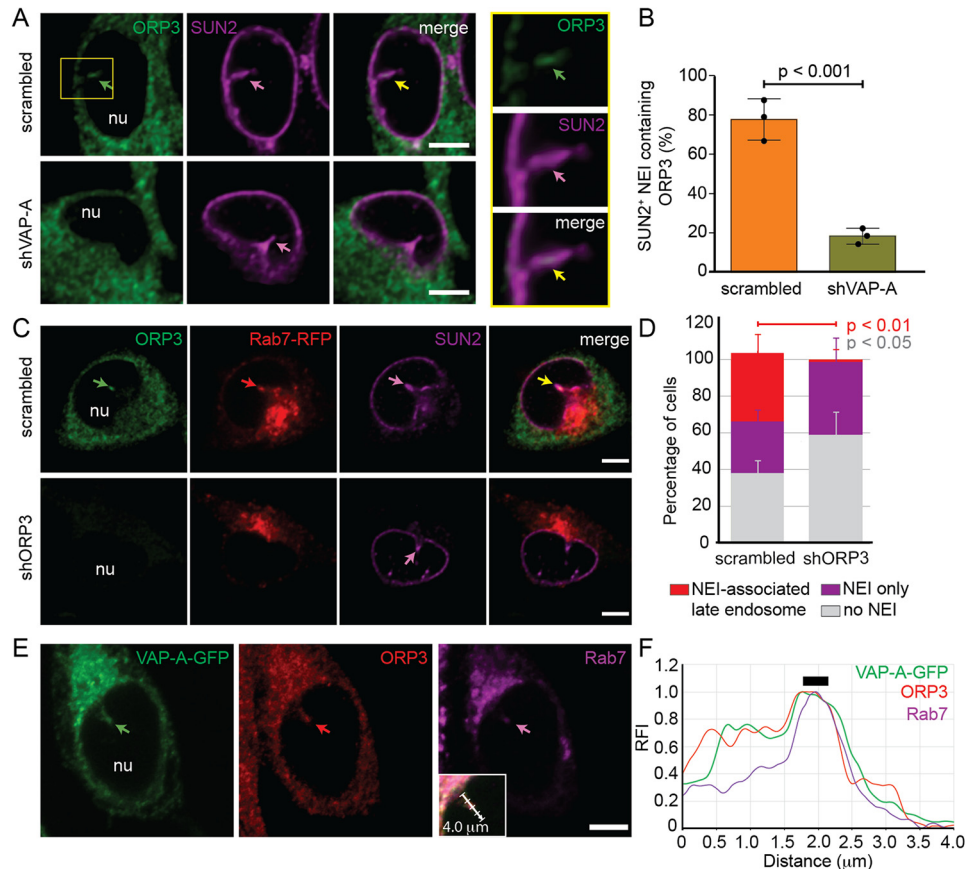 A
ORP3
SUN2
merge
ORP3
scrambled
nu
SUN2
shVAP-A
nu
merge
B
p < 0.001
SUN2⁺ NEI containing
ORP3 (%)
100
80
60
40
20
0
scrambled
shVAP-A
C
ORP3
Rab7-RFP
SUN2
merge
scrambled
nu
shORP3
nu
D
p < 0.01
p < 0.05
Percentage of cells
120
100
80
60
40
20
0
scrambled
shORP3
NEI-associated
late endosome
NEI only
no NEI
E
VAP-A-GFP
ORP3
Rab7
nu
4.0 μm
F
VAP-A-GFP
ORP3
Rab7
RFI
1.2
1.0
0.8
0.6
0.4
1.2
0
0
0.5
1.0
1.5
2.0
2.5
3.0
3.5
4.0
Distance (μm)